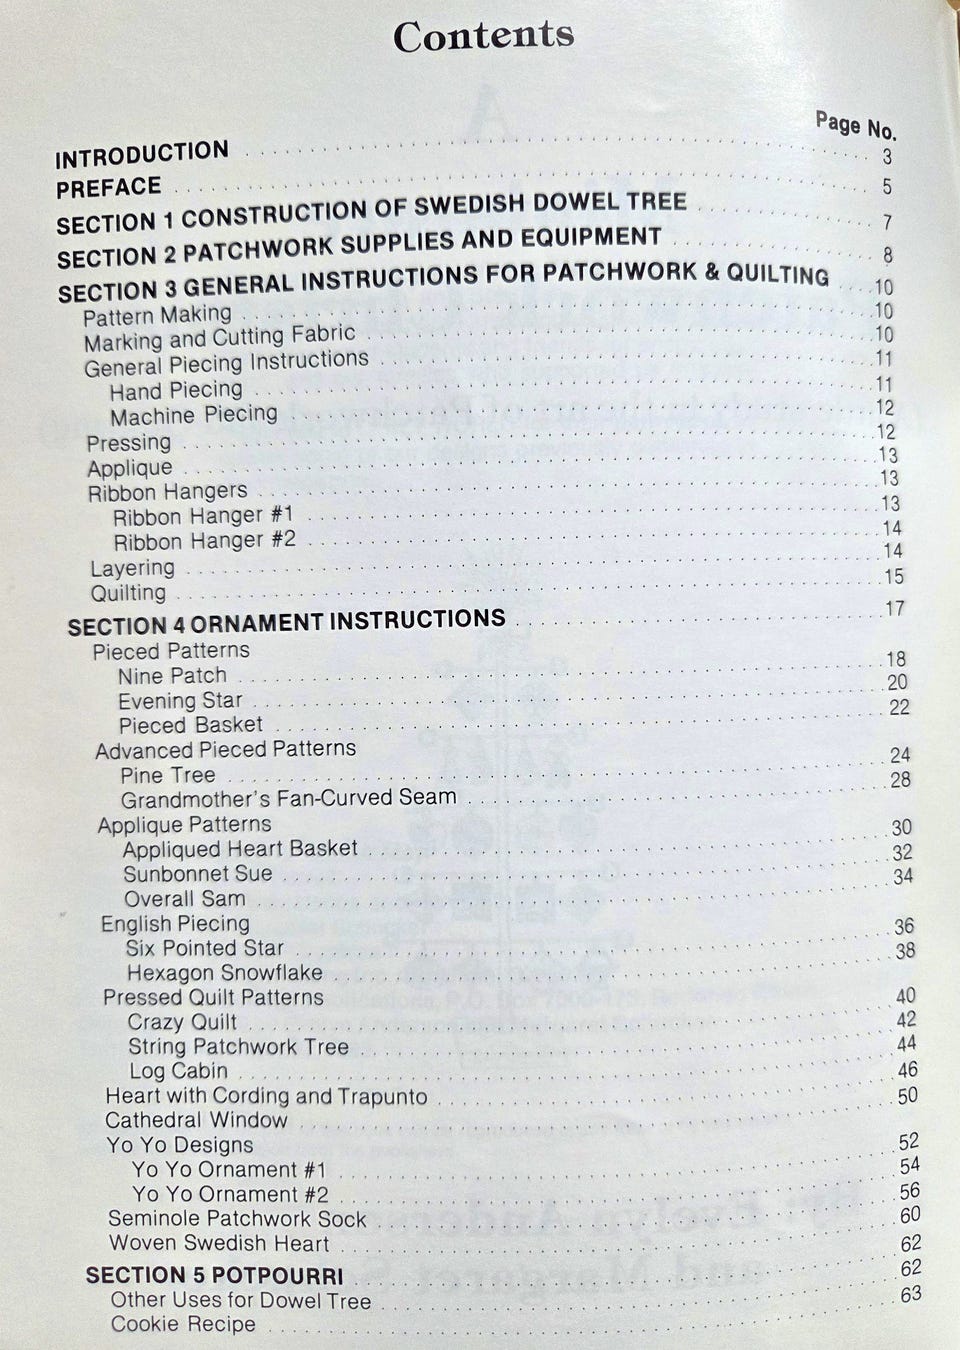 Contents
Page No.
INTRODUCTION 3
PREFACE 5
SECTION 1 CONSTRUCTION OF SWEDISH DOWEL TREE 7
SECTION 2 PATCHWORK SUPPLIES AND EQUIPMENT 8
SECTION 3 GENERAL INSTRUCTIONS FOR PATCHWORK & QUILTING 10
Pattern Making 10
Marking and Cutting Fabric 10
General Piecing Instructions 11
Hand Piecing 11
Machine Piecing 12
Pressing 12
Applique 13
Ribbon Hangers 13
Ribbon Hanger #1 13
Ribbon Hanger #2 14
Layering 14
Quilting 15
SECTION 4 ORNAMENT INSTRUCTIONS 17
Pieced Patterns
Nine Patch 18
Evening Star 20
Pieced Basket 22
Advanced Pieced Patterns
Pine Tree 24
Grandmother's Fan-Curved Seam 28
Applique Patterns
Appliqued Heart Basket 30
Sunbonnet Sue 32
Overall Sam 34
English Piecing
Six Pointed Star 36
Hexagon Snowflake 38
Pressed Quilt Patterns
Crazy Quilt 40
String Patchwork Tree 42
Log Cabin 44
Heart with Cording and Trapunto 46
Cathedral Window 50
Yo Yo Designs
Yo Yo Ornament #1 52
Yo Yo Ornament #2 54
Seminole Patchwork Sock 56
Woven Swedish Heart 60
SECTION 5 POTPOURRI 62
Other Uses for Dowel Tree 62
Cookie Recipe 63